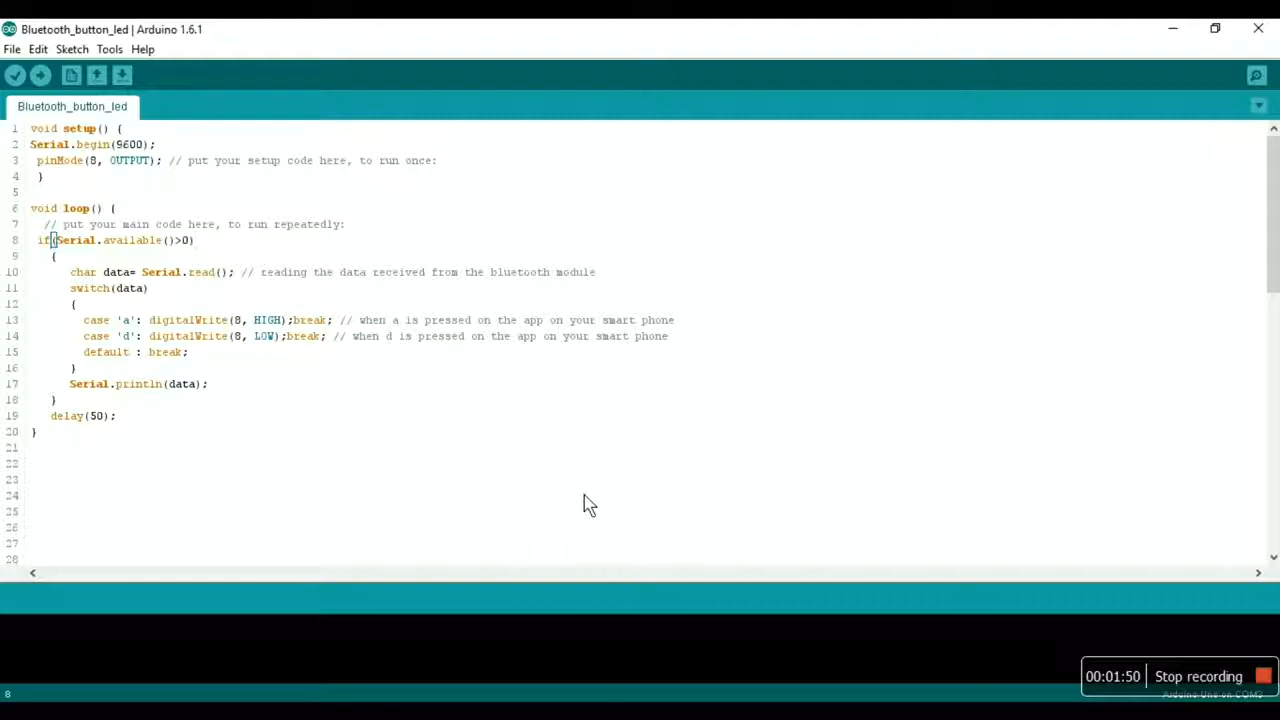 Bluetooth_button_led | Arduino 1.6.1
File Edit Sketch Tools Help
Bluetooth_button_led
1 void setup() {
2 Serial.begin(9600);
3 pinMode(8, OUTPUT); // put your setup code here, to run once:
4 }
5
6 void loop() {
7 // put your main code here, to run repeatedly:
8 if(Serial.available()>0)
9 {
10 char data= Serial.read(); // reading the data received from the bluetooth module
11 switch(data)
12 {
13 case 'a': digitalWrite(8, HIGH);break; // when a is pressed on the app on your smart phone
14 case 'd': digitalWrite(8, LOW);break; // when d is pressed on the app on your smart phone
15 default : break;
16 }
17 Serial.println(data);
18 }
19 delay(50);
20 }
21
22
23
24
25
26
27
28
00:01:50 Stop recording
8 Arduino Uno on COM3